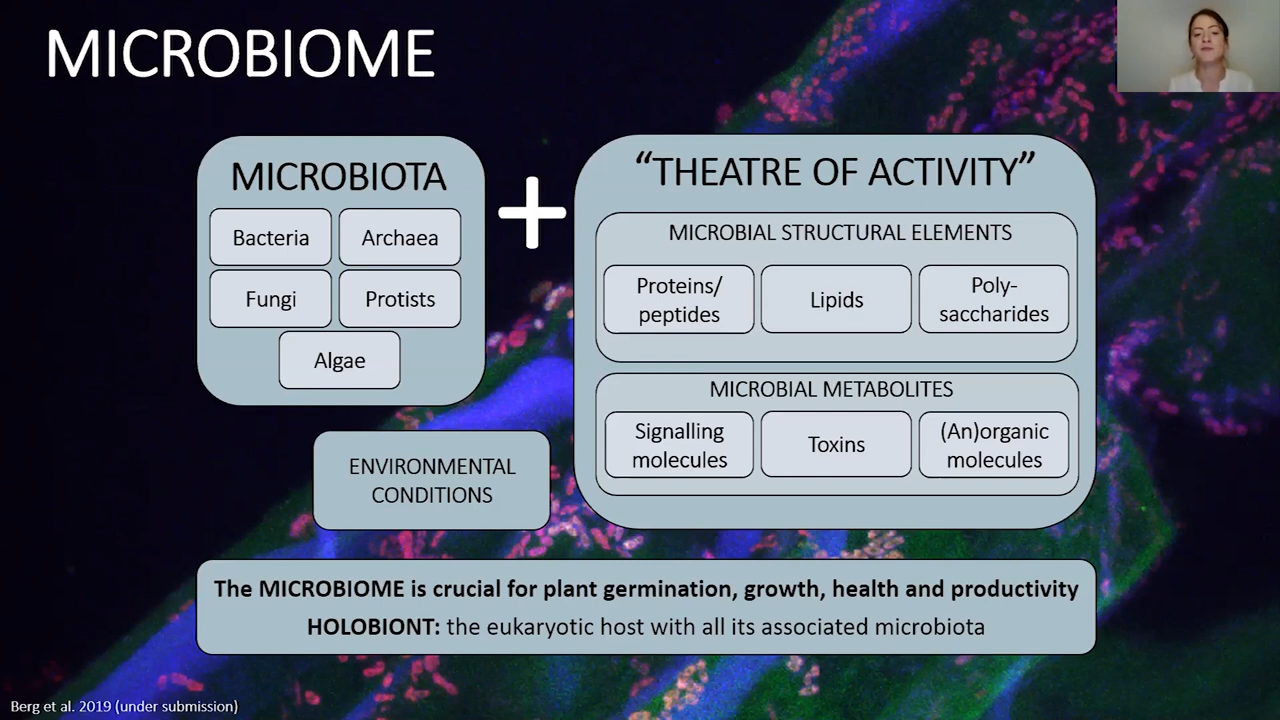 MICROBIOME
MICROBIOTA
Bacteria
Archaea
Fungi
Protists
Algae
+
“THEATRE OF ACTIVITY”
MICROBIAL STRUCTURAL ELEMENTS
Proteins/
peptides
Lipids
Poly-
saccharides
MICROBIAL METABOLITES
Signalling
molecules
Toxins
(An)organic
molecules
ENVIRONMENTAL
CONDITIONS
The MICROBIOME is crucial for plant germination, growth, health and productivity
HOLOBIONT: the eukaryotic host with all its associated microbiota
Berg et al. 2019 (under submission)